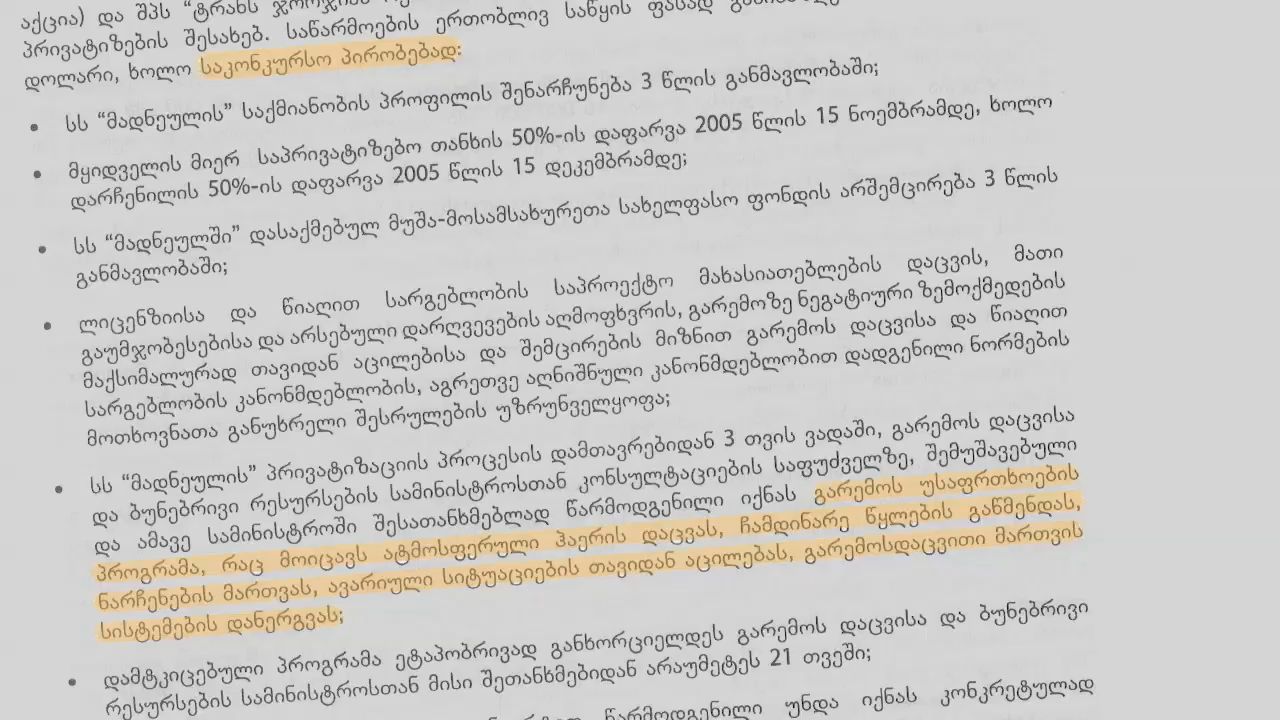 აქცია) და შპს “ტრანს
პრივატიზების შესახებ. საწარმოების ერთობლივ საწყის ფასად
დოლარი, ხოლო საკონკურსო პირობებად:
• სს “მადნეულის” საქმიანობის პროფილის შენარჩუნება 3 წლის განმავლობაში;
• მყიდველის მიერ საპრივატიზებო თანხის 50%-ის დაფარვა 2005 წლის 15 ნოემბრამდე, ხოლო
დარჩენილის 50%-ის დაფარვა 2005 წლის 15 დეკემბრამდე;
• სს “მადნეულში” დასაქმებულ მუშა-მოსამსახურეთა სახელფასო ფონდის არშემცირება 3 წლის
განმავლობაში;
• ლიცენზიისა და წიაღით სარგებლობის საპროექტო მახასიათებლების დაცვის, მათი
გაუმჯობესებისა და არსებული დარღვევების აღმოფხვრის, გარემოზე ნეგატიური ზემოქმედების
მაქსიმალურად თავიდან აცილებისა და შემცირების მიზნით გარემოს დაცვისა და წიაღით
სარგებლობის კანონმდებლობის, აგრეთვე აღნიშნული კანონმდებლობით დადგენილი ნორმების
მოთხოვნათა განუხრელი შესრულების უზრუნველყოფა;
• სს “მადნეულის” პრივატიზაციის პროცესის დამთავრებიდან 3 თვის ვადაში, გარემოს დაცვისა
და ბუნებრივი რესურსების სამინისტროსთან კონსულტაციების საფუძველზე, შემუშავებული
და ამავე სამინისტროში შესათანხმებლად წარმოდგენილი იქნას გარემოს უსაფრთხოების
პროგრამა, რაც მოიცავს ატმოსფერული ჰაერის დაცვას, ჩამდინარე წყლების გაწმენდას,
ნარჩენების მართვას, ავარიული სიტუაციების თავიდან აცილებას, გარემოსდაცვითი მართვის
სისტემების დანერგვას;
• დამტკიცებული პროგრამა ეტაპობრივად განხორციელდეს გარემოს დაცვისა და ბუნებრივი
რესურსების სამინისტროსთან მისი შეთანხმებიდან არაუმეტეს 21 თვეში;
წარმოდგენილი უნდა იქნას კონკრეტულად